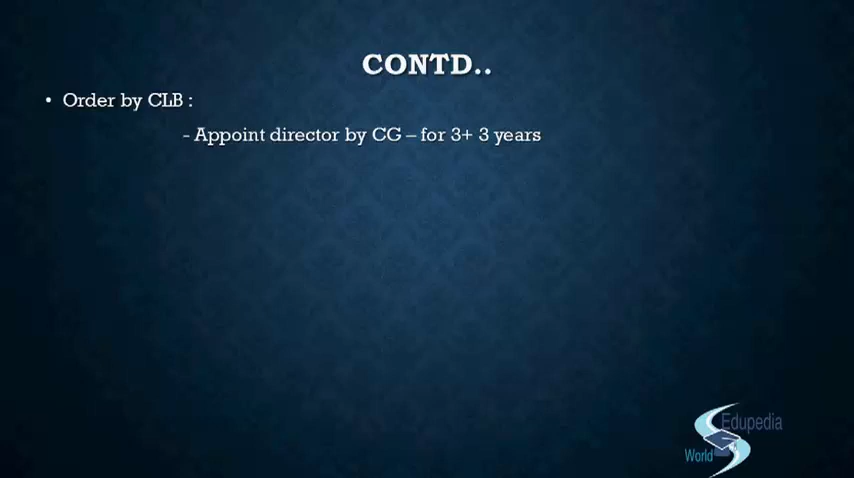 CONTD..
• Order by CLB :
- Appoint director by CG – for 3+ 3 years
Edupedia
World